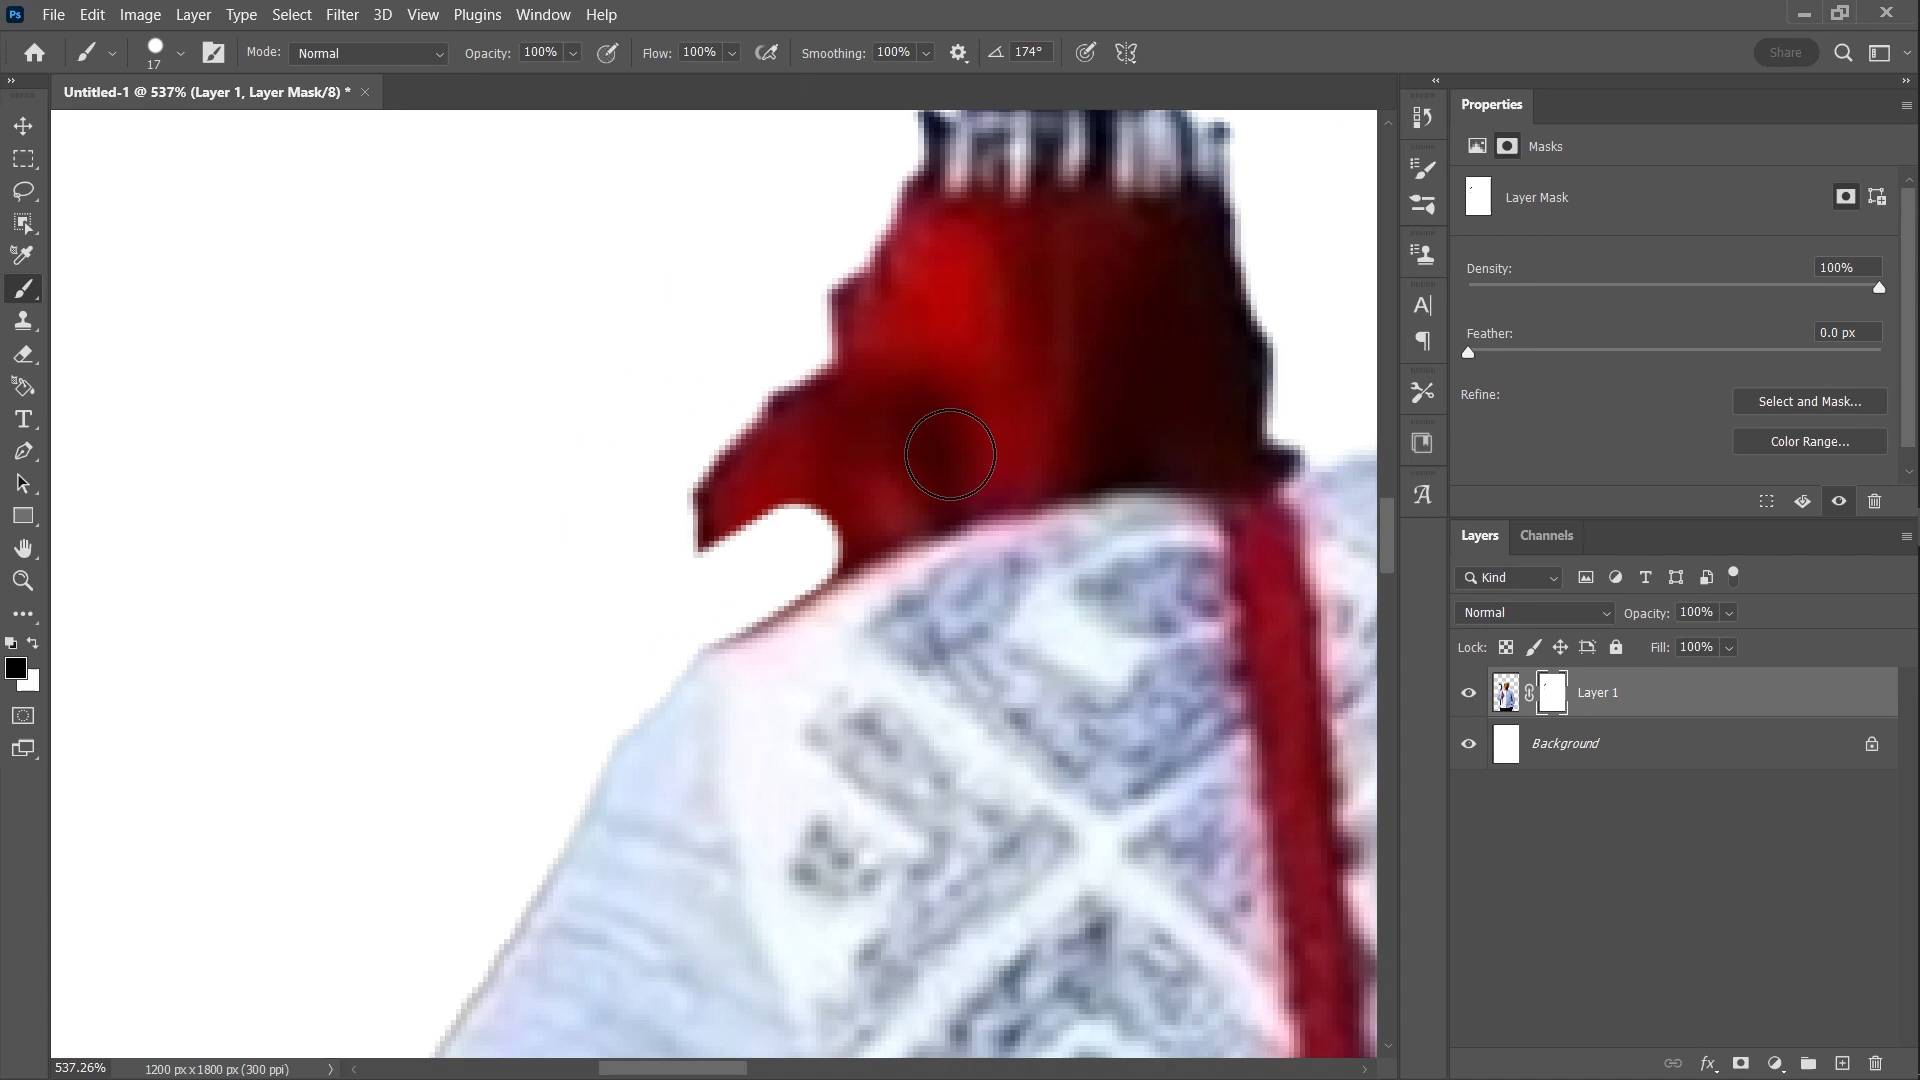 Ps File Edit Image Layer Type Select Filter 3D View Plugins Window Help
17 Mode: Normal Opacity: 100% Flow: 100% Smoothing: 100% 174° Share
Untitled-1 @ 537% (Layer 1, Layer Mask/8) *
Properties
Masks
Layer Mask
Density: 100%
Feather: 0.0 px
Refine:
Select and Mask...
Color Range...
Layers Channels
Kind
Normal Opacity: 100%
Lock: Fill: 100%
Layer 1
Background
537.26% 1200 px x 1800 px (300 ppi)